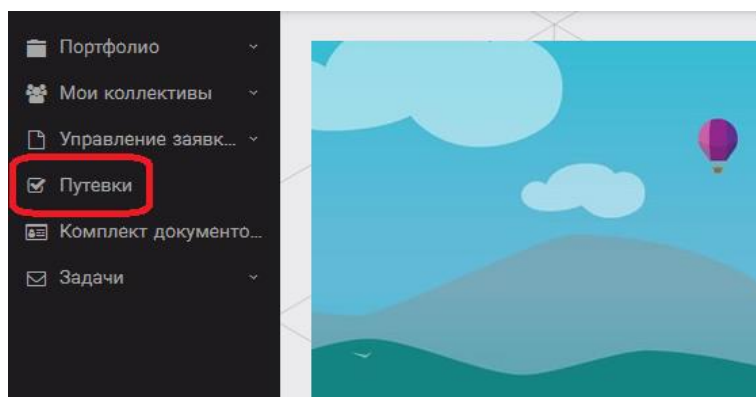 Портфолио
Мои коллективы
Управление заявк...
Путевки
Комплект документо...
Задачи